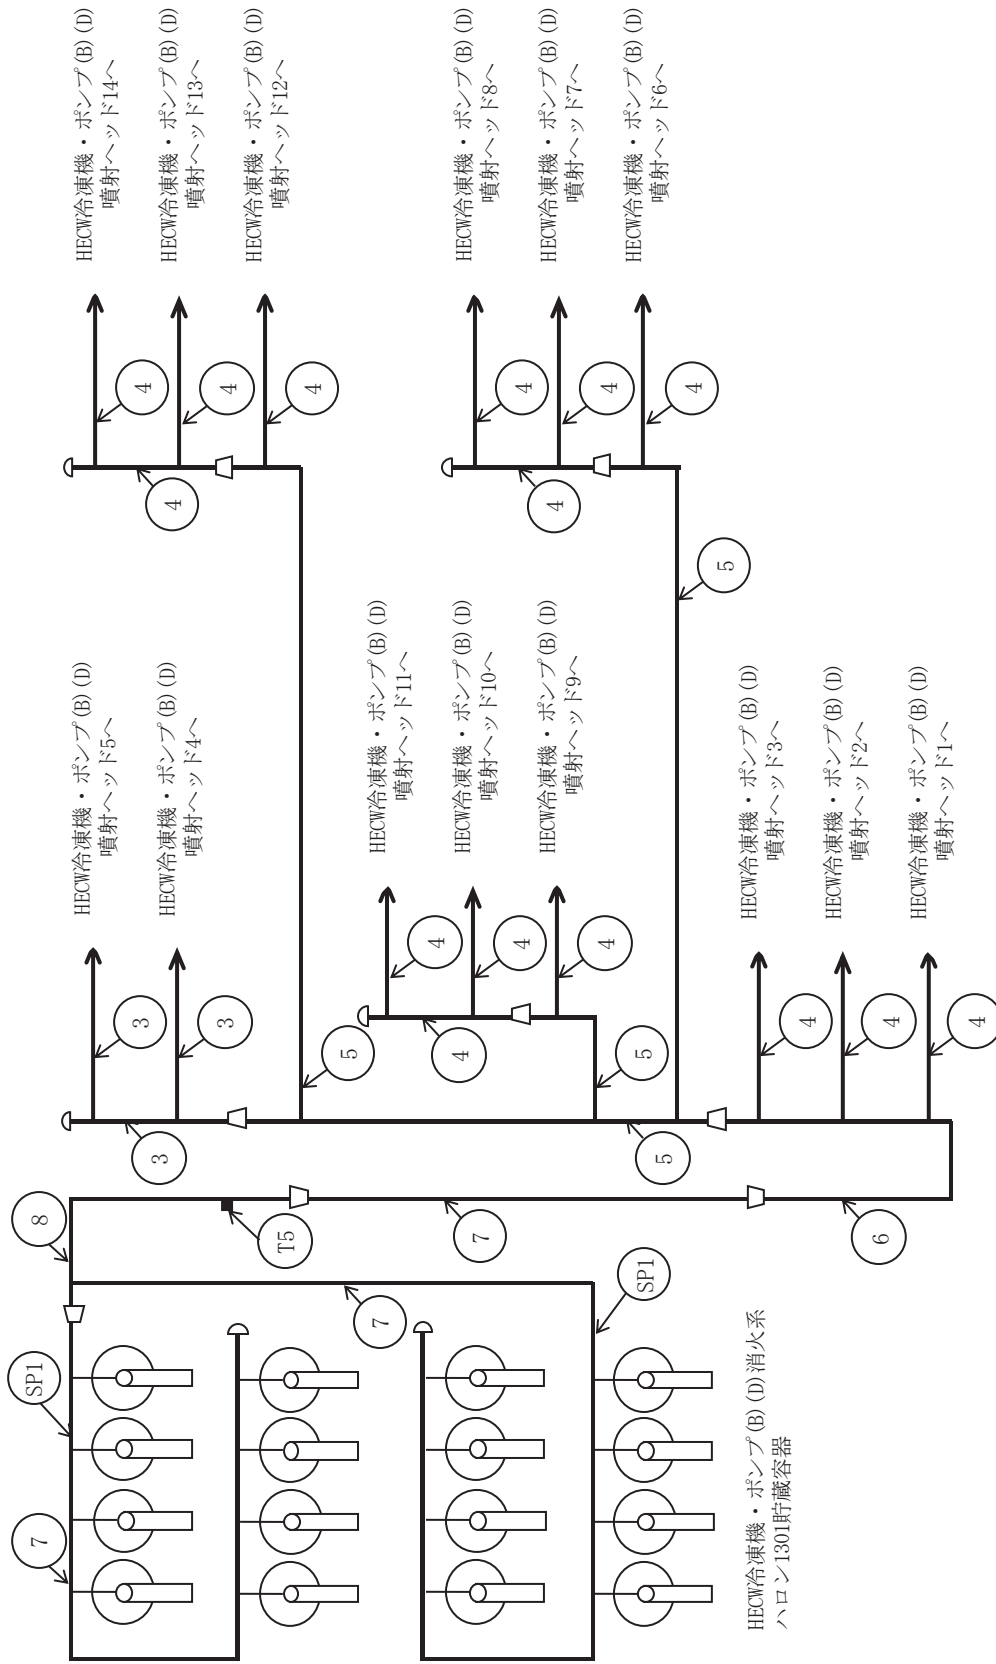 7
SP1
8
7
T5
7
SP1
6
HECW冷凍機・ポンプ(B)(D)消火系
ハロン1301貯蔵容器
3
3
3
HECW冷凍機・ポンプ(B)(D)
噴射ヘッド5へ
HECW冷凍機・ポンプ(B)(D)
噴射ヘッド4へ
5
4
4
4
4
HECW冷凍機・ポンプ(B)(D)
噴射ヘッド11へ
HECW冷凍機・ポンプ(B)(D)
噴射ヘッド10へ
HECW冷凍機・ポンプ(B)(D)
噴射ヘッド9へ
5
5
4
4
4
HECW冷凍機・ポンプ(B)(D)
噴射ヘッド3へ
HECW冷凍機・ポンプ(B)(D)
噴射ヘッド2へ
HECW冷凍機・ポンプ(B)(D)
噴射ヘッド1へ
4
4
4
4
HECW冷凍機・ポンプ(B)(D)
噴射ヘッド14へ
HECW冷凍機・ポンプ(B)(D)
噴射ヘッド13へ
HECW冷凍機・ポンプ(B)(D)
噴射ヘッド12へ
4
4
4
4
5
HECW冷凍機・ポンプ(B)(D)
噴射ヘッド8へ
HECW冷凍機・ポンプ(B)(D)
噴射ヘッド7へ
HECW冷凍機・ポンプ(B)(D)
噴射ヘッド6へ